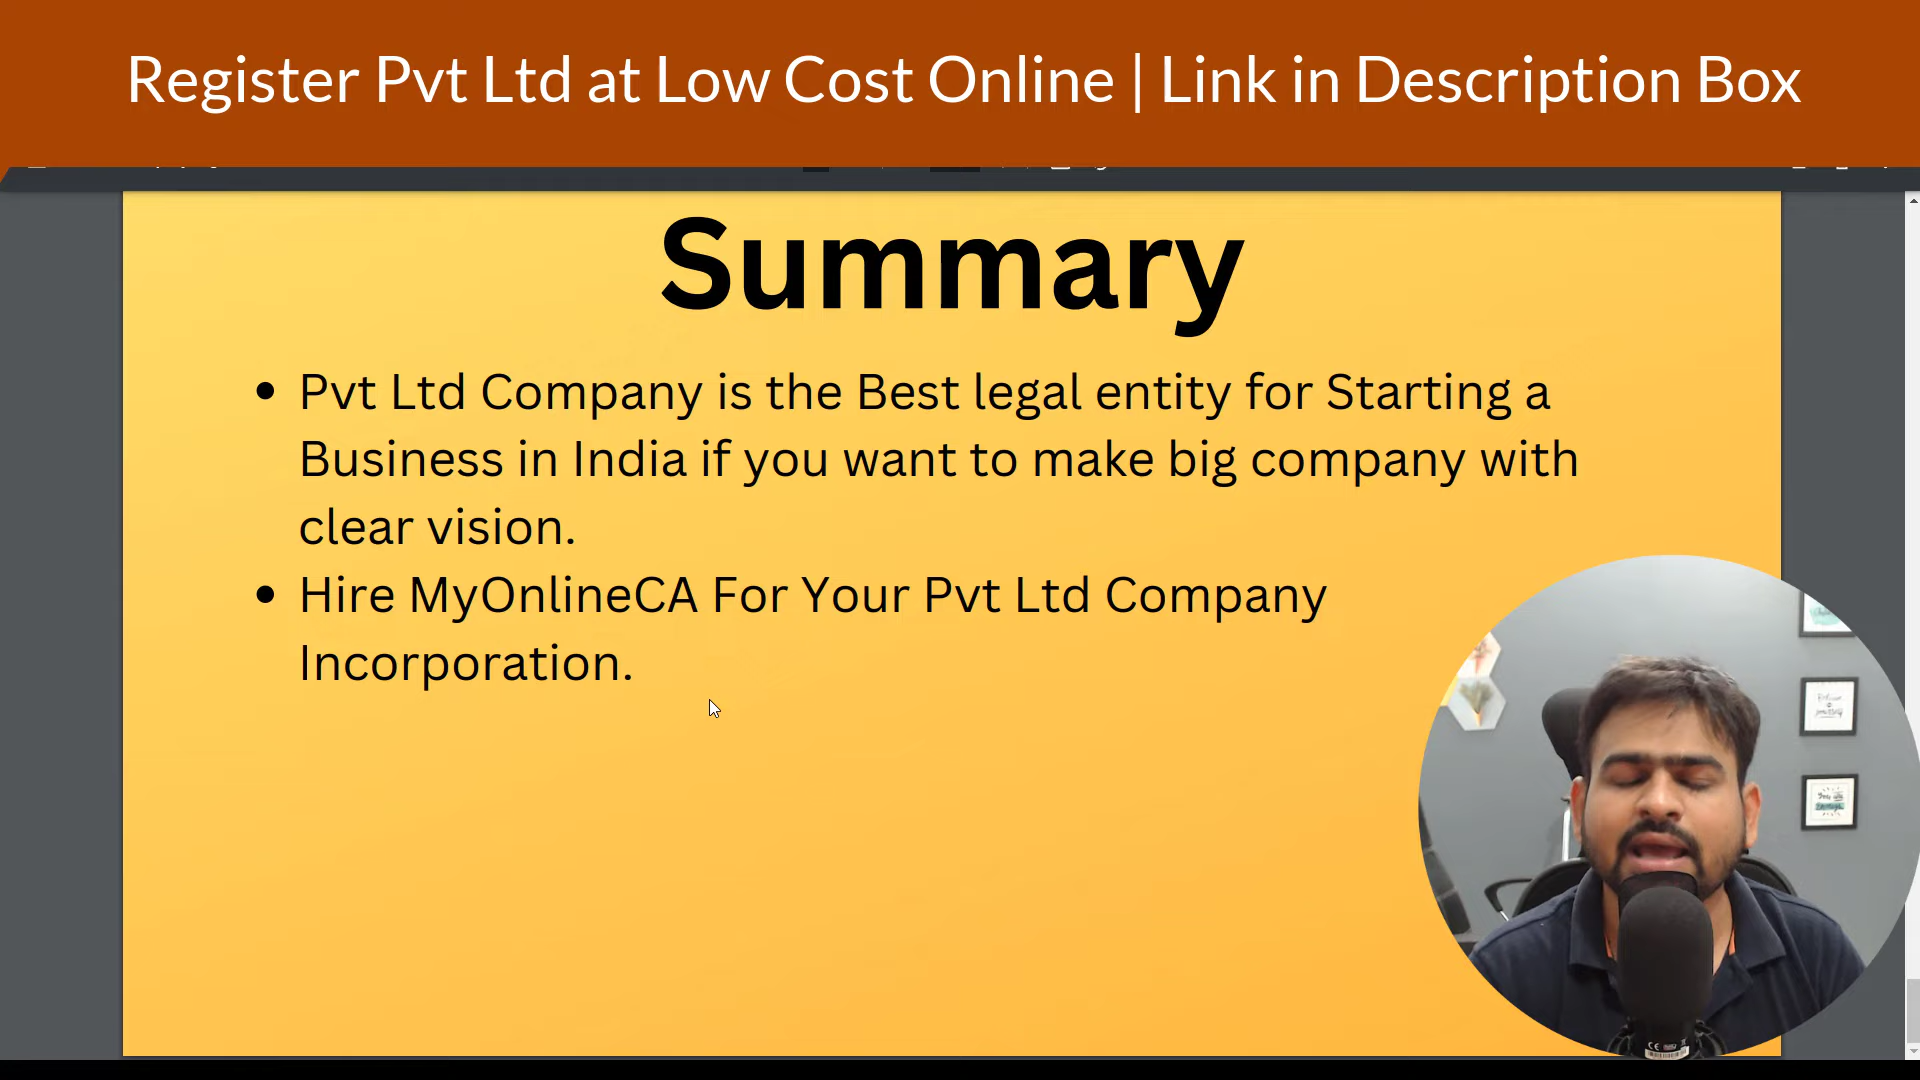 Register Pvt Ltd at Low Cost Online | Link in Description Box
Summary
• Pvt Ltd Company is the Best legal entity for Starting a
Business in India if you want to make big company with
clear vision.
• Hire MyOnlineCA For Your Pvt Ltd Company
Incorporation.